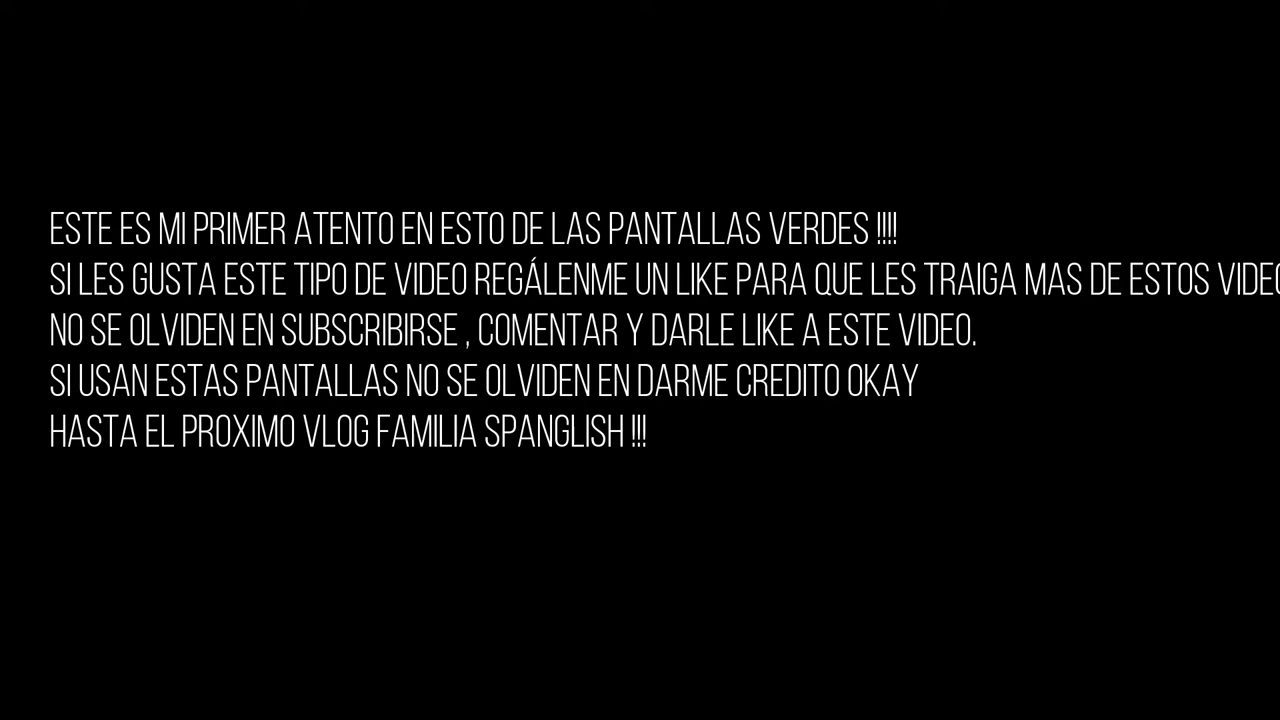 ESTE ES MI PRIMER ATENTO EN ESTO DE LAS PANTALLAS VERDES !!!!
SI LES GUSTA ESTE TIPO DE VIDEO REGÁLENME UN LIKE PARA QUE LES TRAIGA MAS DE ESTOS VIDEO
NO SE OLVIDEN EN SUBSCRIBIRSE , COMENTAR Y DARLE LIKE A ESTE VIDEO.
SI USAN ESTAS PANTALLAS NO SE OLVIDEN EN DARME CREDITO OKAY
HASTA EL PROXIMO VLOG FAMILIA SPANGLISH !!!